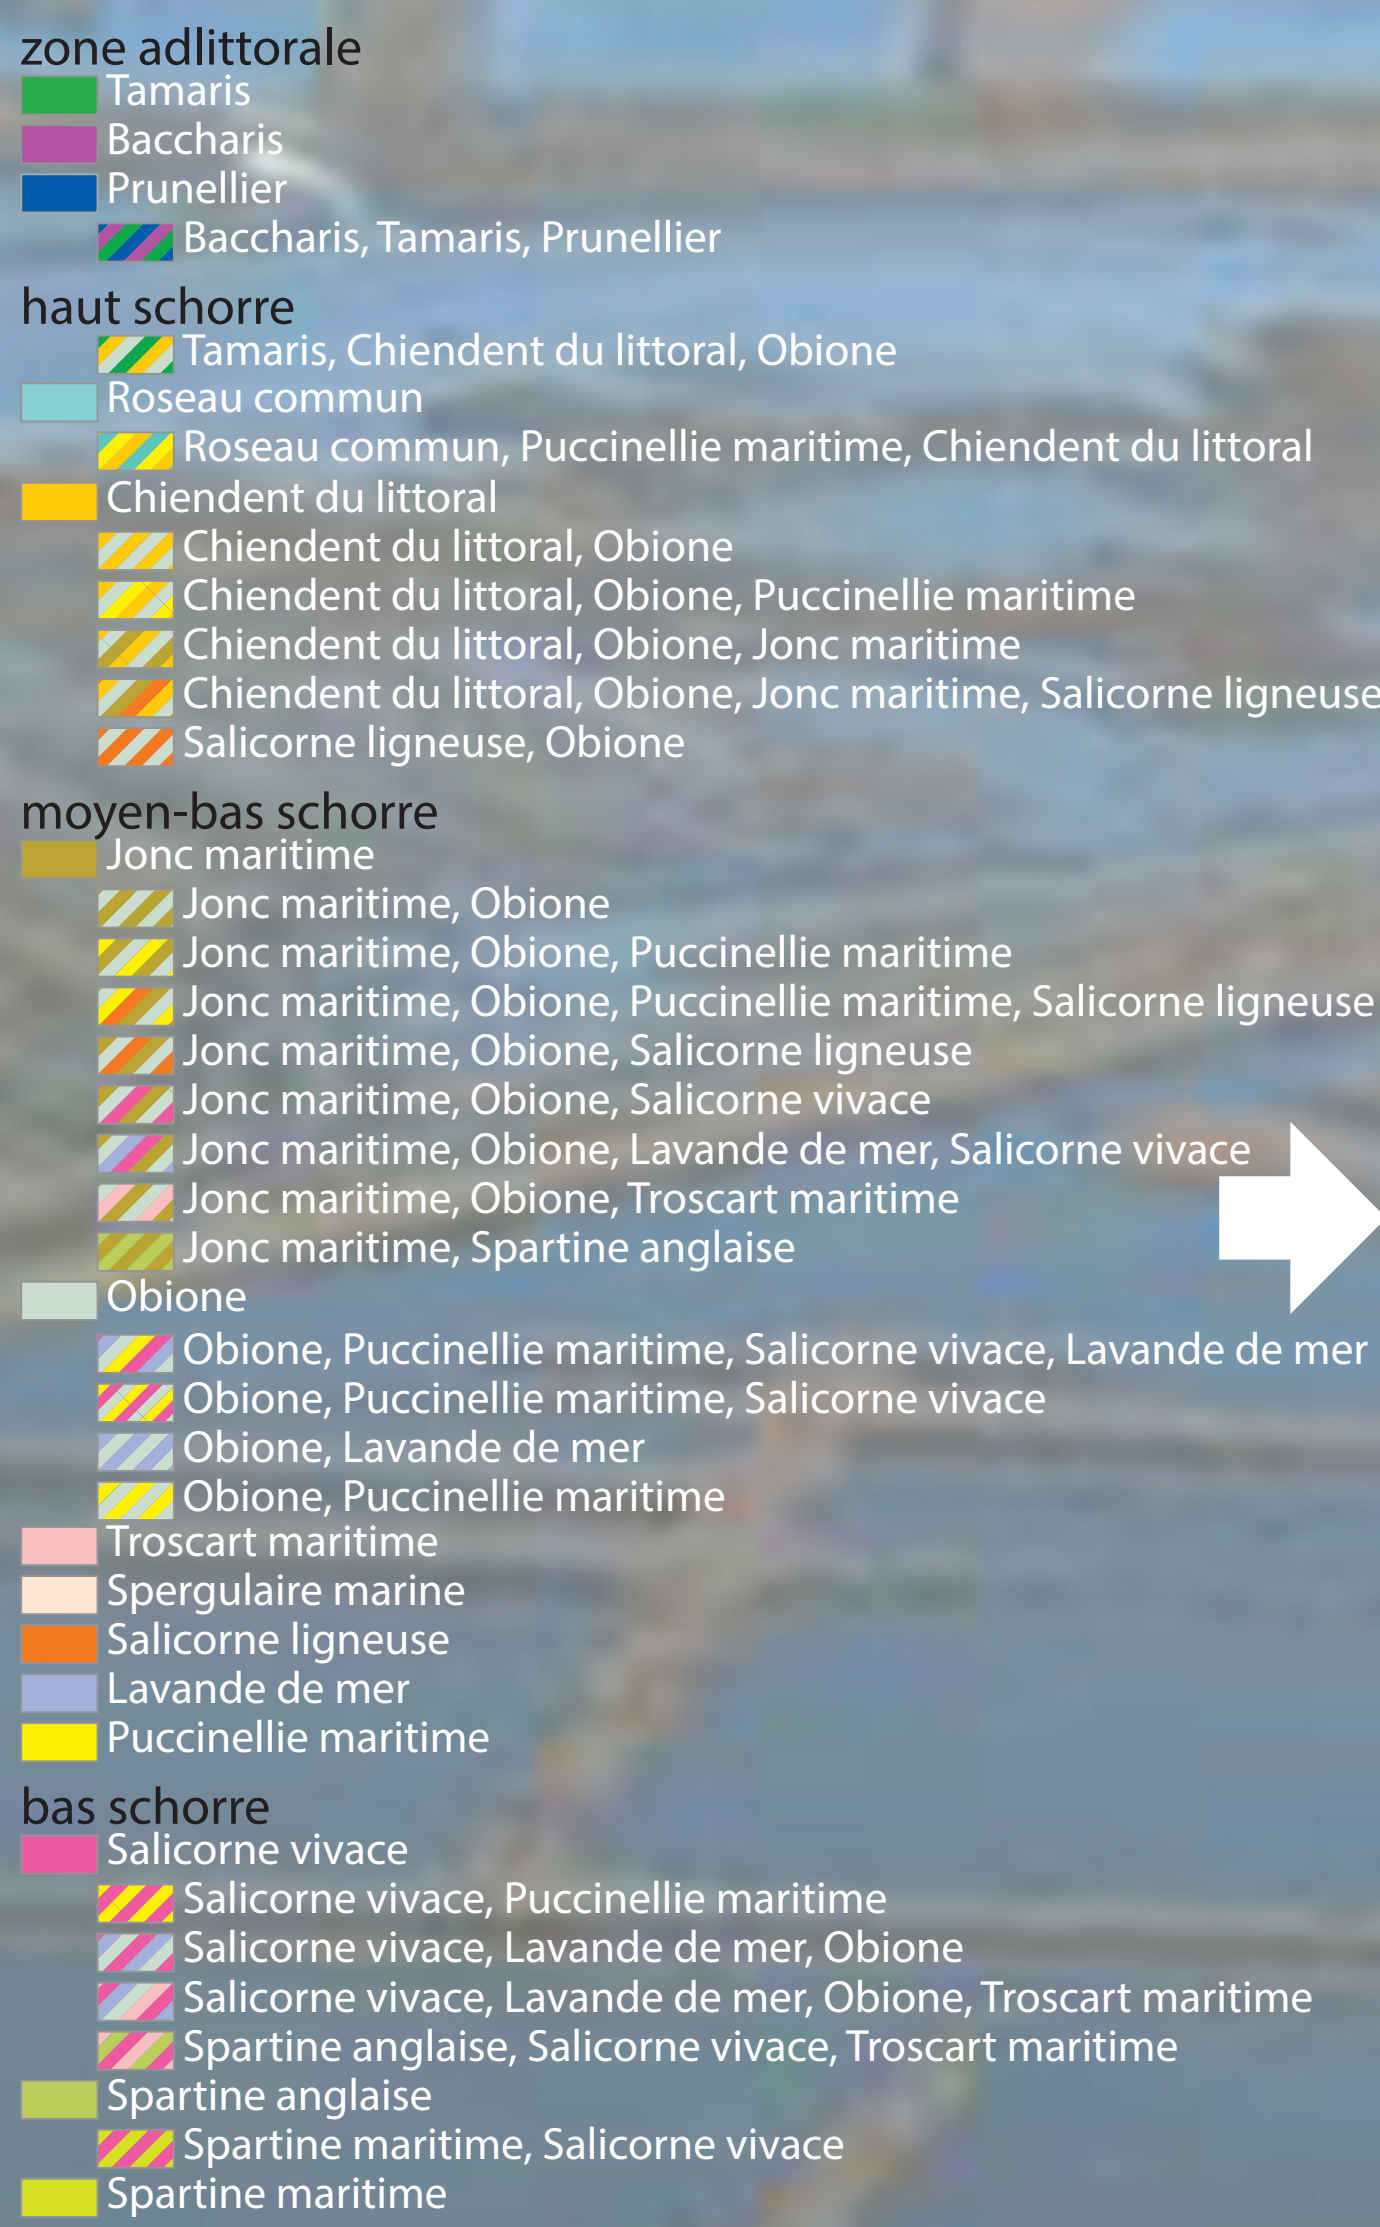 zone adlittorale
Tamaris
Baccharis
Prunellier
Baccharis, Tamaris, Prunellier
haut schorre
Tamaris, Chiendent du littoral, Obione
Roseau commun
Roseau commun, Puccinellie maritime, Chiendent du littoral
Chiendent du littoral
Chiendent du littoral, Obione
Chiendent du littoral, Obione, Puccinellie maritime
Chiendent du littoral, Obione, Jonc maritime
Chiendent du littoral, Obione, Jonc maritime, Salicorne ligneuse
Salicorne ligneuse, Obione
moyen-bas schorre
Jonc maritime
Jonc maritime, Obione
Jonc maritime, Obione, Puccinellie maritime
Jonc maritime, Obione, Puccinellie maritime, Salicorne ligneuse
Jonc maritime, Obione, Salicorne ligneuse
Jonc maritime, Obione, Salicorne vivace
Jonc maritime, Obione, Lavande de mer, Salicorne vivace
Jonc maritime, Obione, Troscart maritime
Jonc maritime, Spartine anglaise
Obione
Obione, Puccinellie maritime, Salicorne vivace, Lavande de mer
Obione, Puccinellie maritime, Salicorne vivace
Obione, Lavande de mer
Obione, Puccinellie maritime
Troscart maritime
Spergulaire marine
Salicorne ligneuse
Lavande de mer
Puccinellie maritime
bas schorre
Salicorne vivace
Salicorne vivace, Puccinellie maritime
Salicorne vivace, Lavande de mer, Obione
Salicorne vivace, Lavande de mer, Obione, Troscart maritime
Spartine anglaise, Salicorne vivace, Troscart maritime
Spartine anglaise
Spartine maritime, Salicorne vivace
Spartine maritime